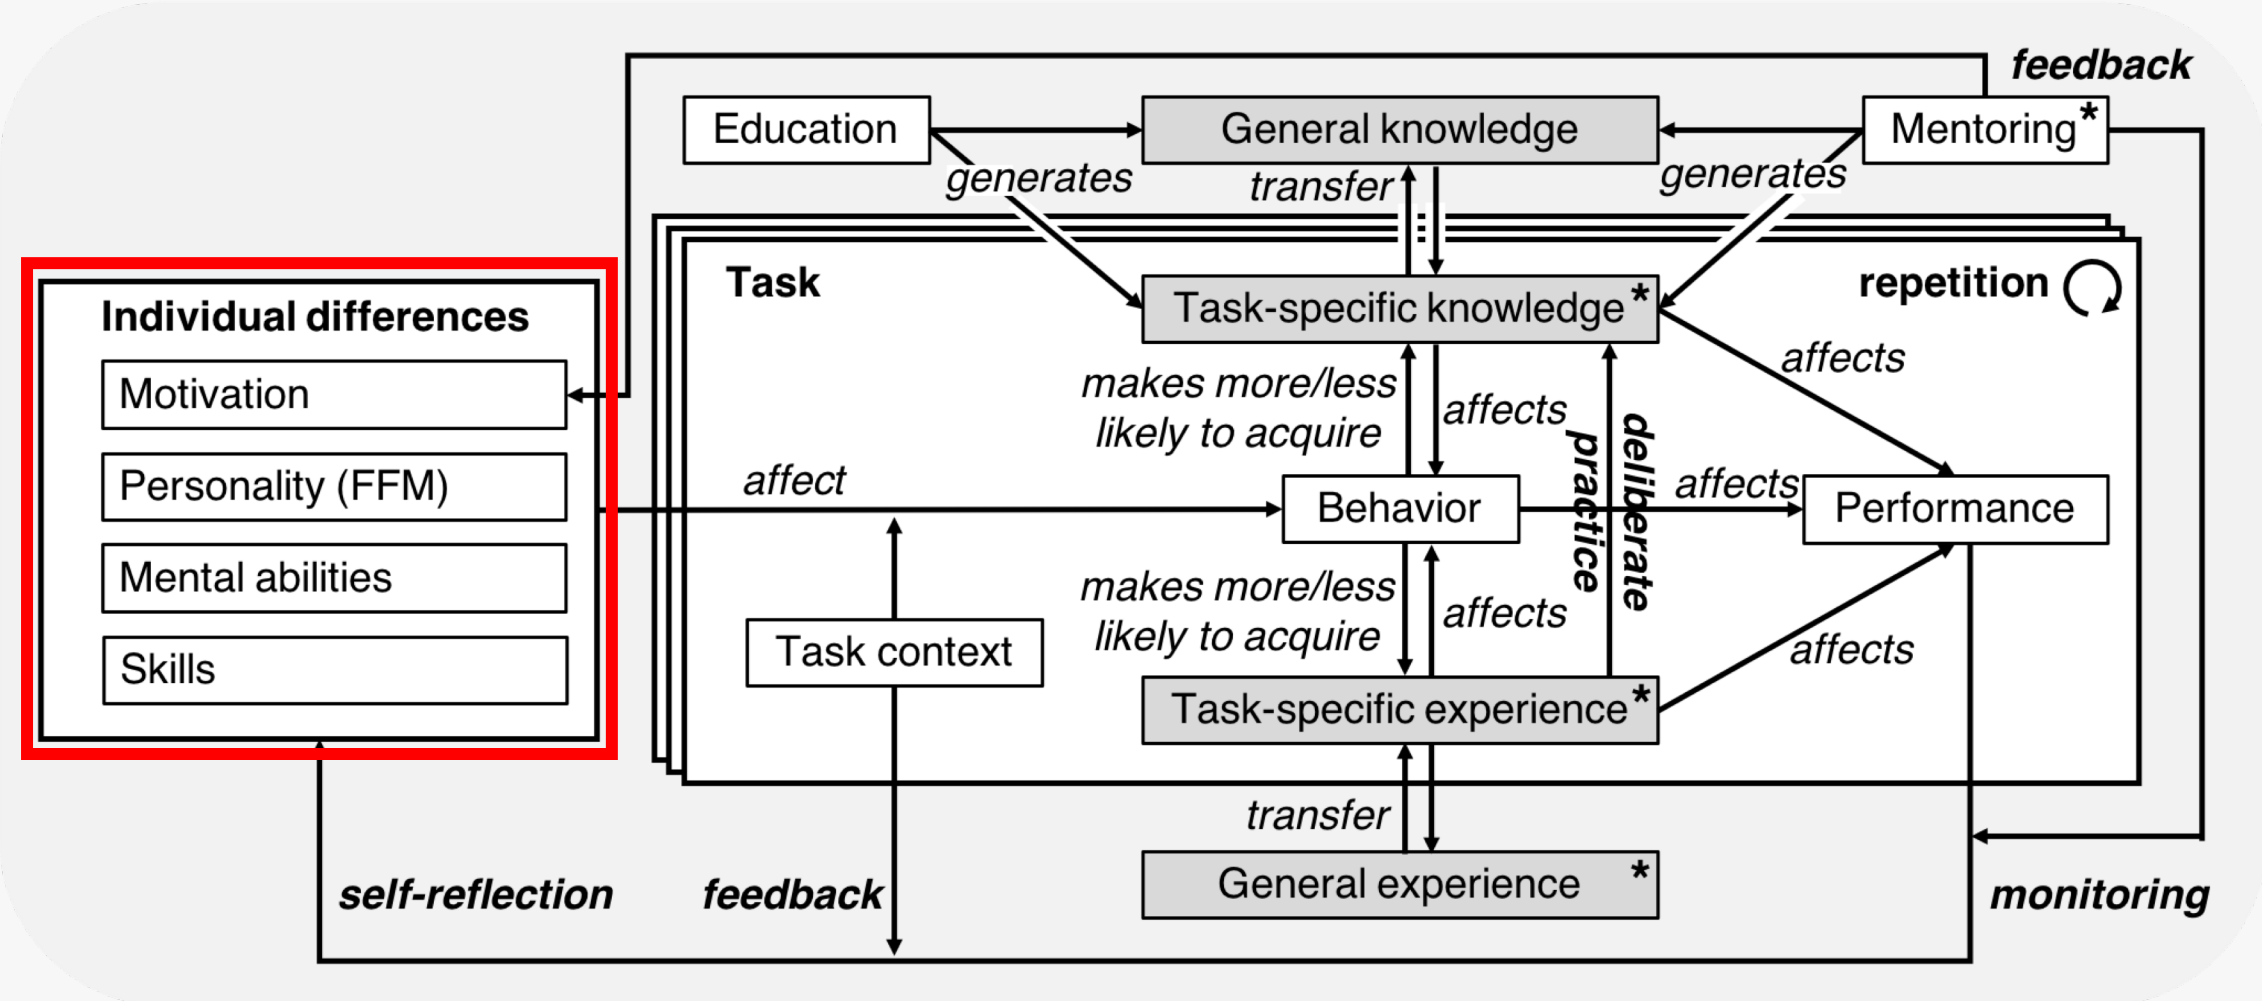 feedback
Education
General knowledge
Mentoring*
generates
transfer
generates
Task
repetition
Task-specific knowledge*
Individual differences
Motivation
Personality (FFM)
Mental abilities
Skills
affect
makes more/less
likely to acquire
affects
deliberate
practice
affects
Behavior
affects
Performance
Task context
makes more/less
likely to acquire
affects
affects
Task-specific experience*
transfer
General experience *
self-reflection
feedback
monitoring